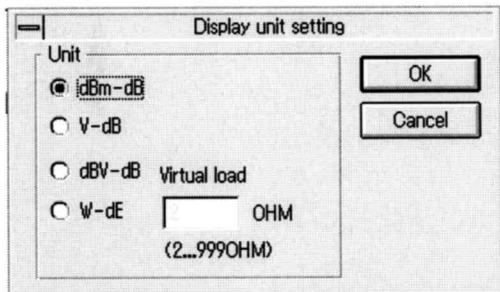 Display unit setting
Unit
dBm-dB
OK
V-dB
Cancel
dBV-dB
Virtual load
W-dE
2
OHM
(2...999OHM)